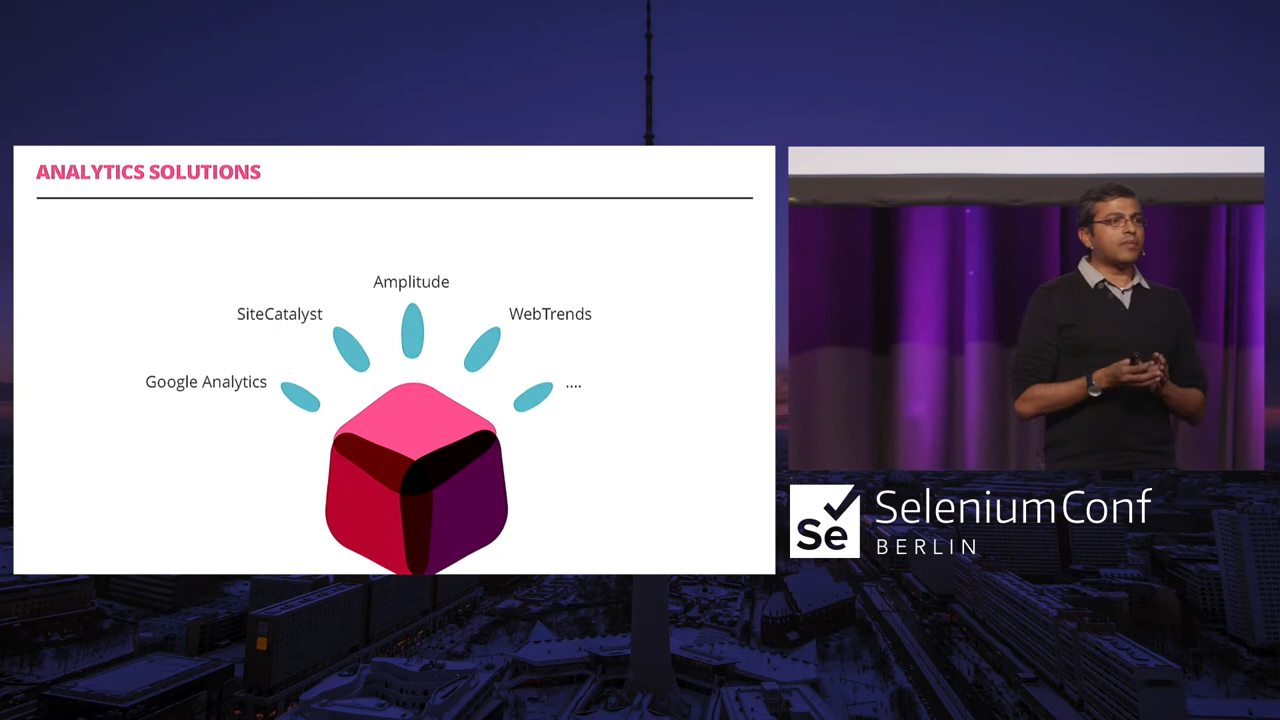 ANALYTICS SOLUTIONS
Amplitude
SiteCatalyst
WebTrends
Google Analytics
....
Se
SeleniumConf
BERLIN